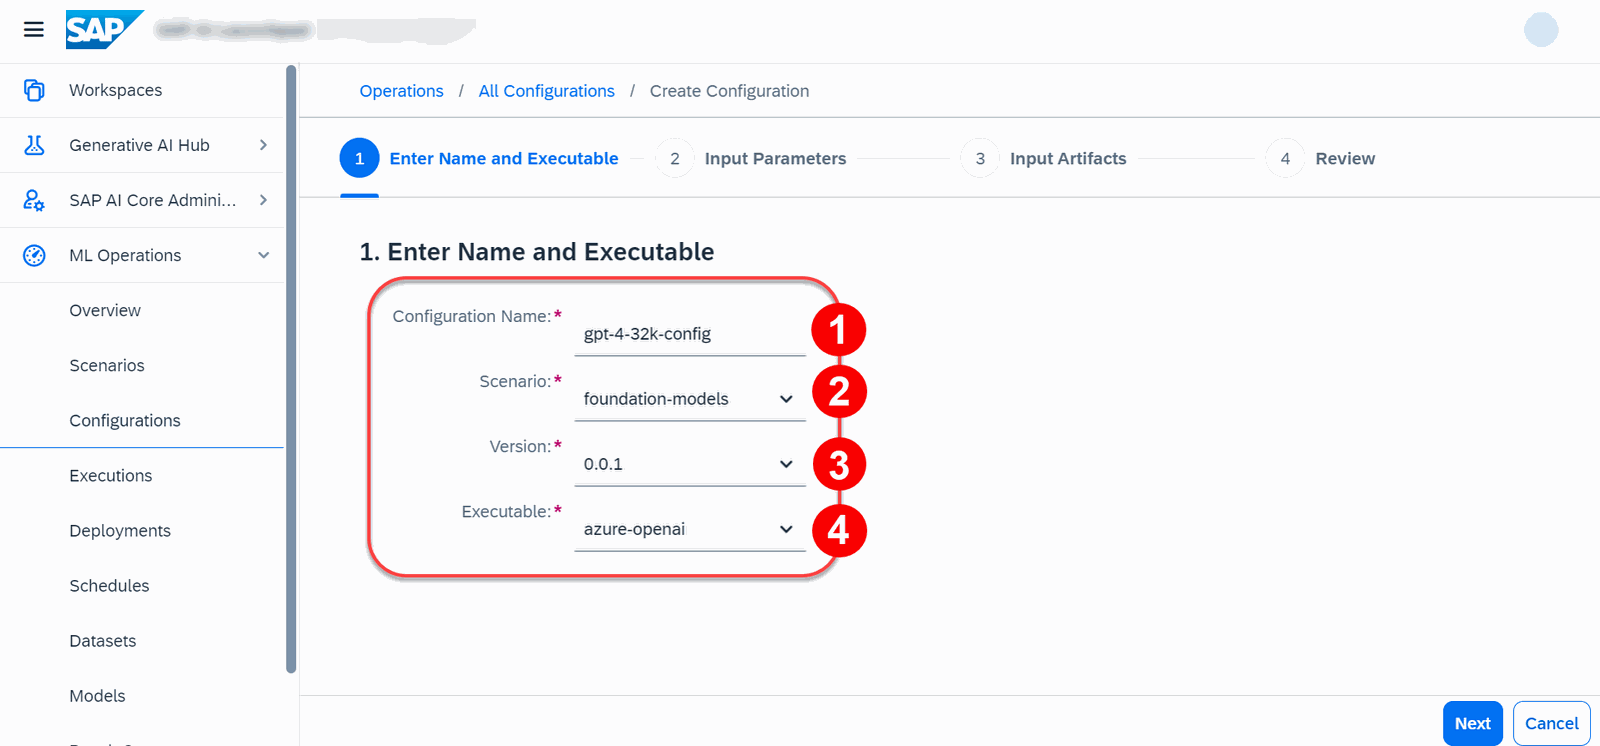 SAP
Workspaces
Generative AI Hub
SAP AI Core Admini...
ML Operations
Overview
Scenarios
Configurations
Executions
Deployments
Schedules
Datasets
Models
Operations / All Configurations / Create Configuration
1 Enter Name and Executable 2 Input Parameters 3 Input Artifacts 4 Review
1. Enter Name and Executable
Configuration Name:* gpt-4-32k-config 1
Scenario:* foundation-models 2
Version:* 0.0.1 3
Executable:* azure-openai 4
Next Cancel